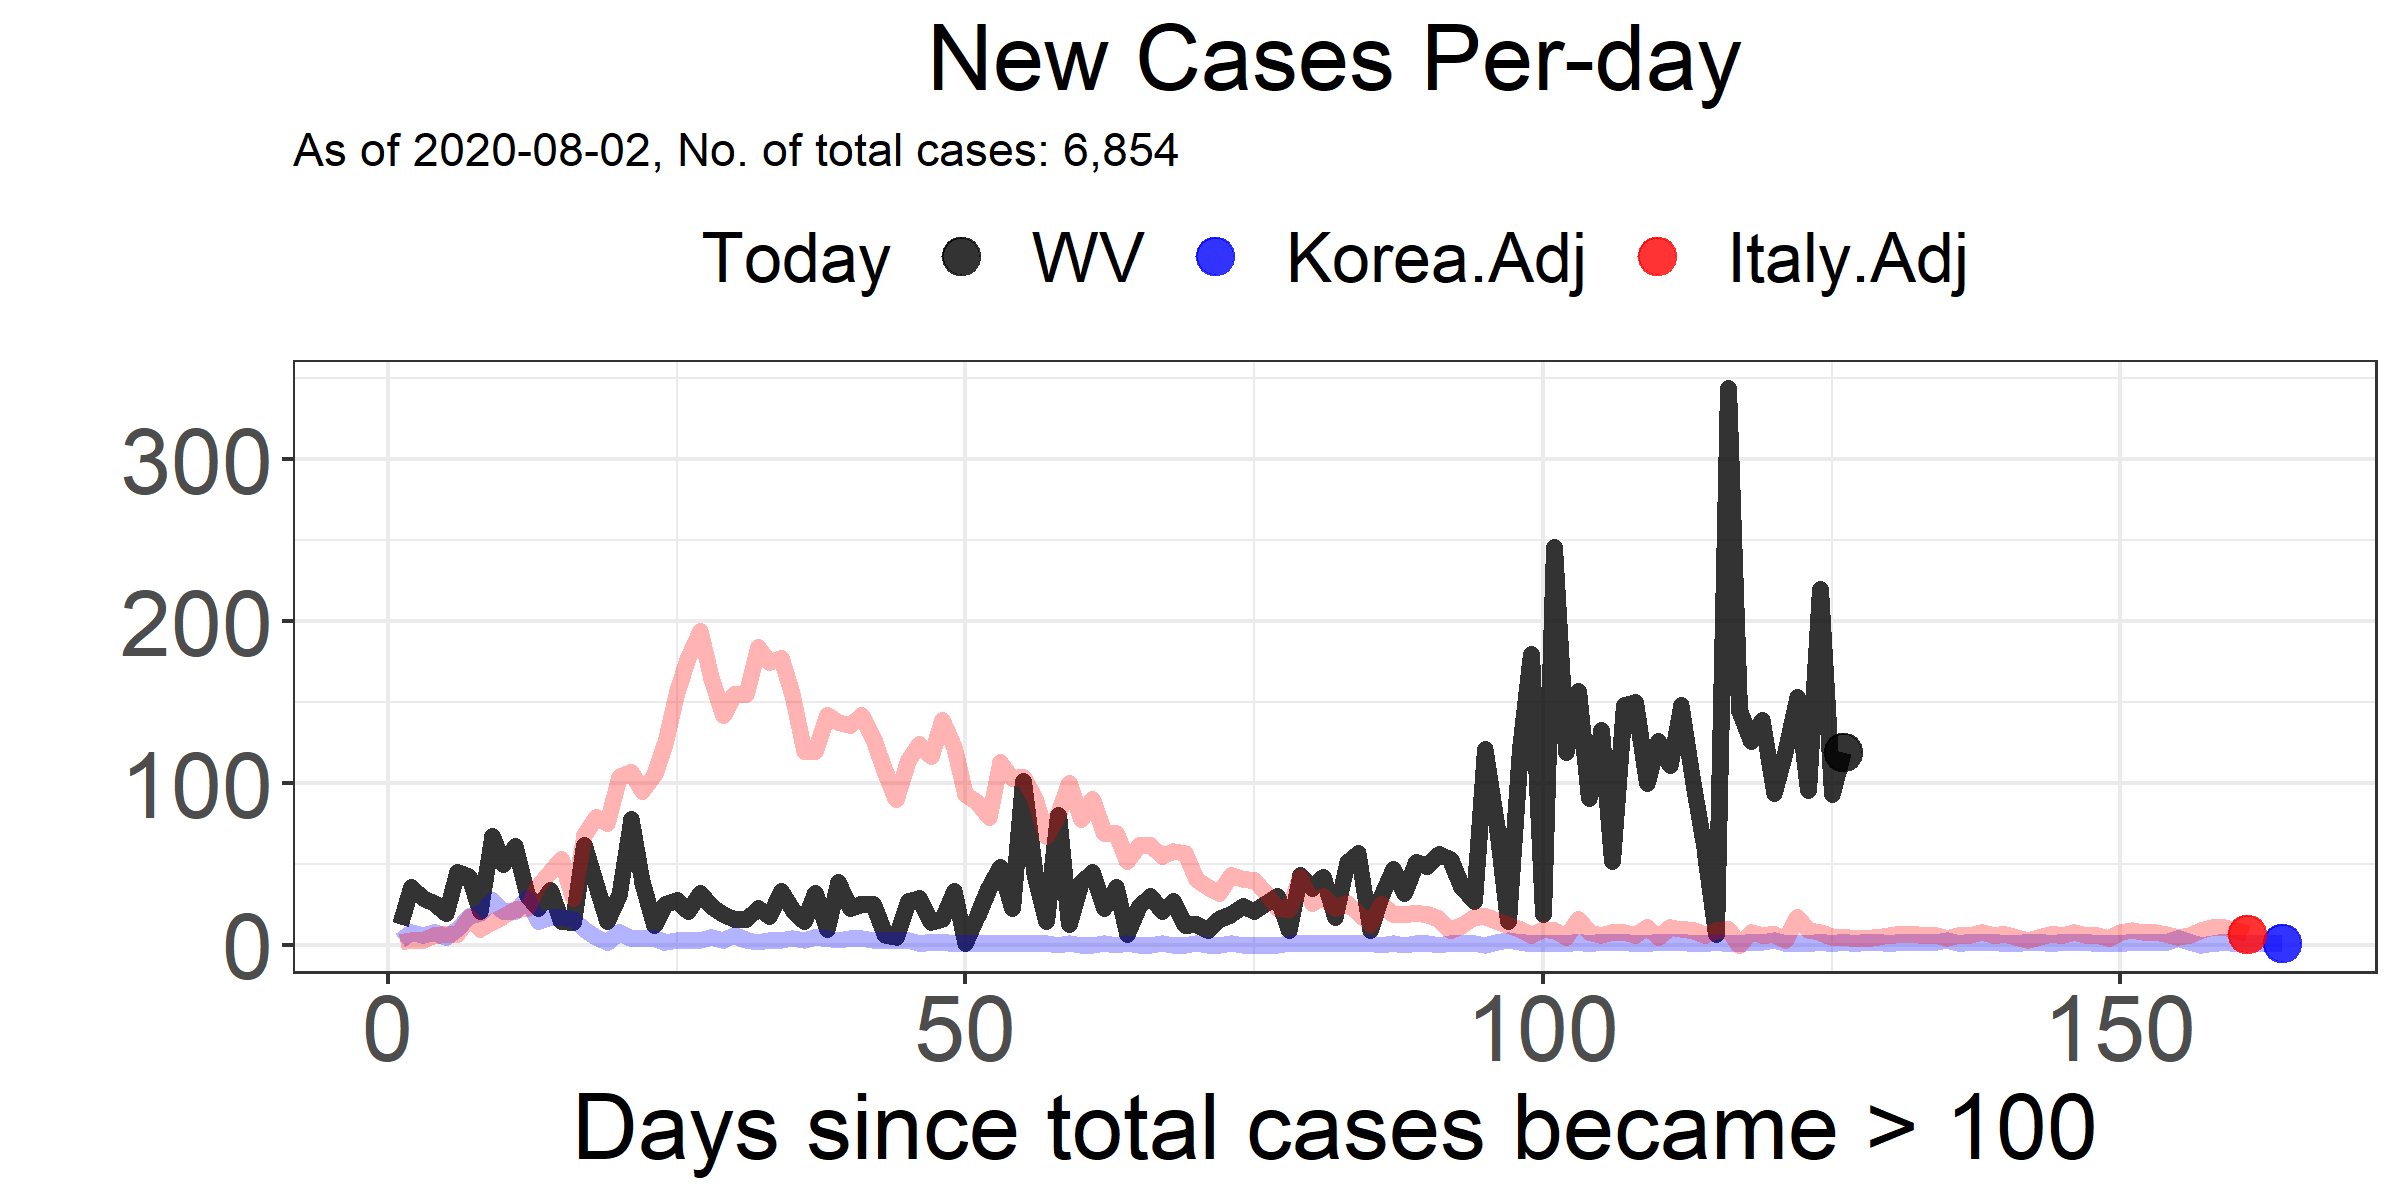 New Cases Per-day
As of 2020-08-02, No. of total cases: 6,854
Today WV Korea.Adj Italy.Adj
300
200
100
0
0 50 100 150
Days since total cases became > 100